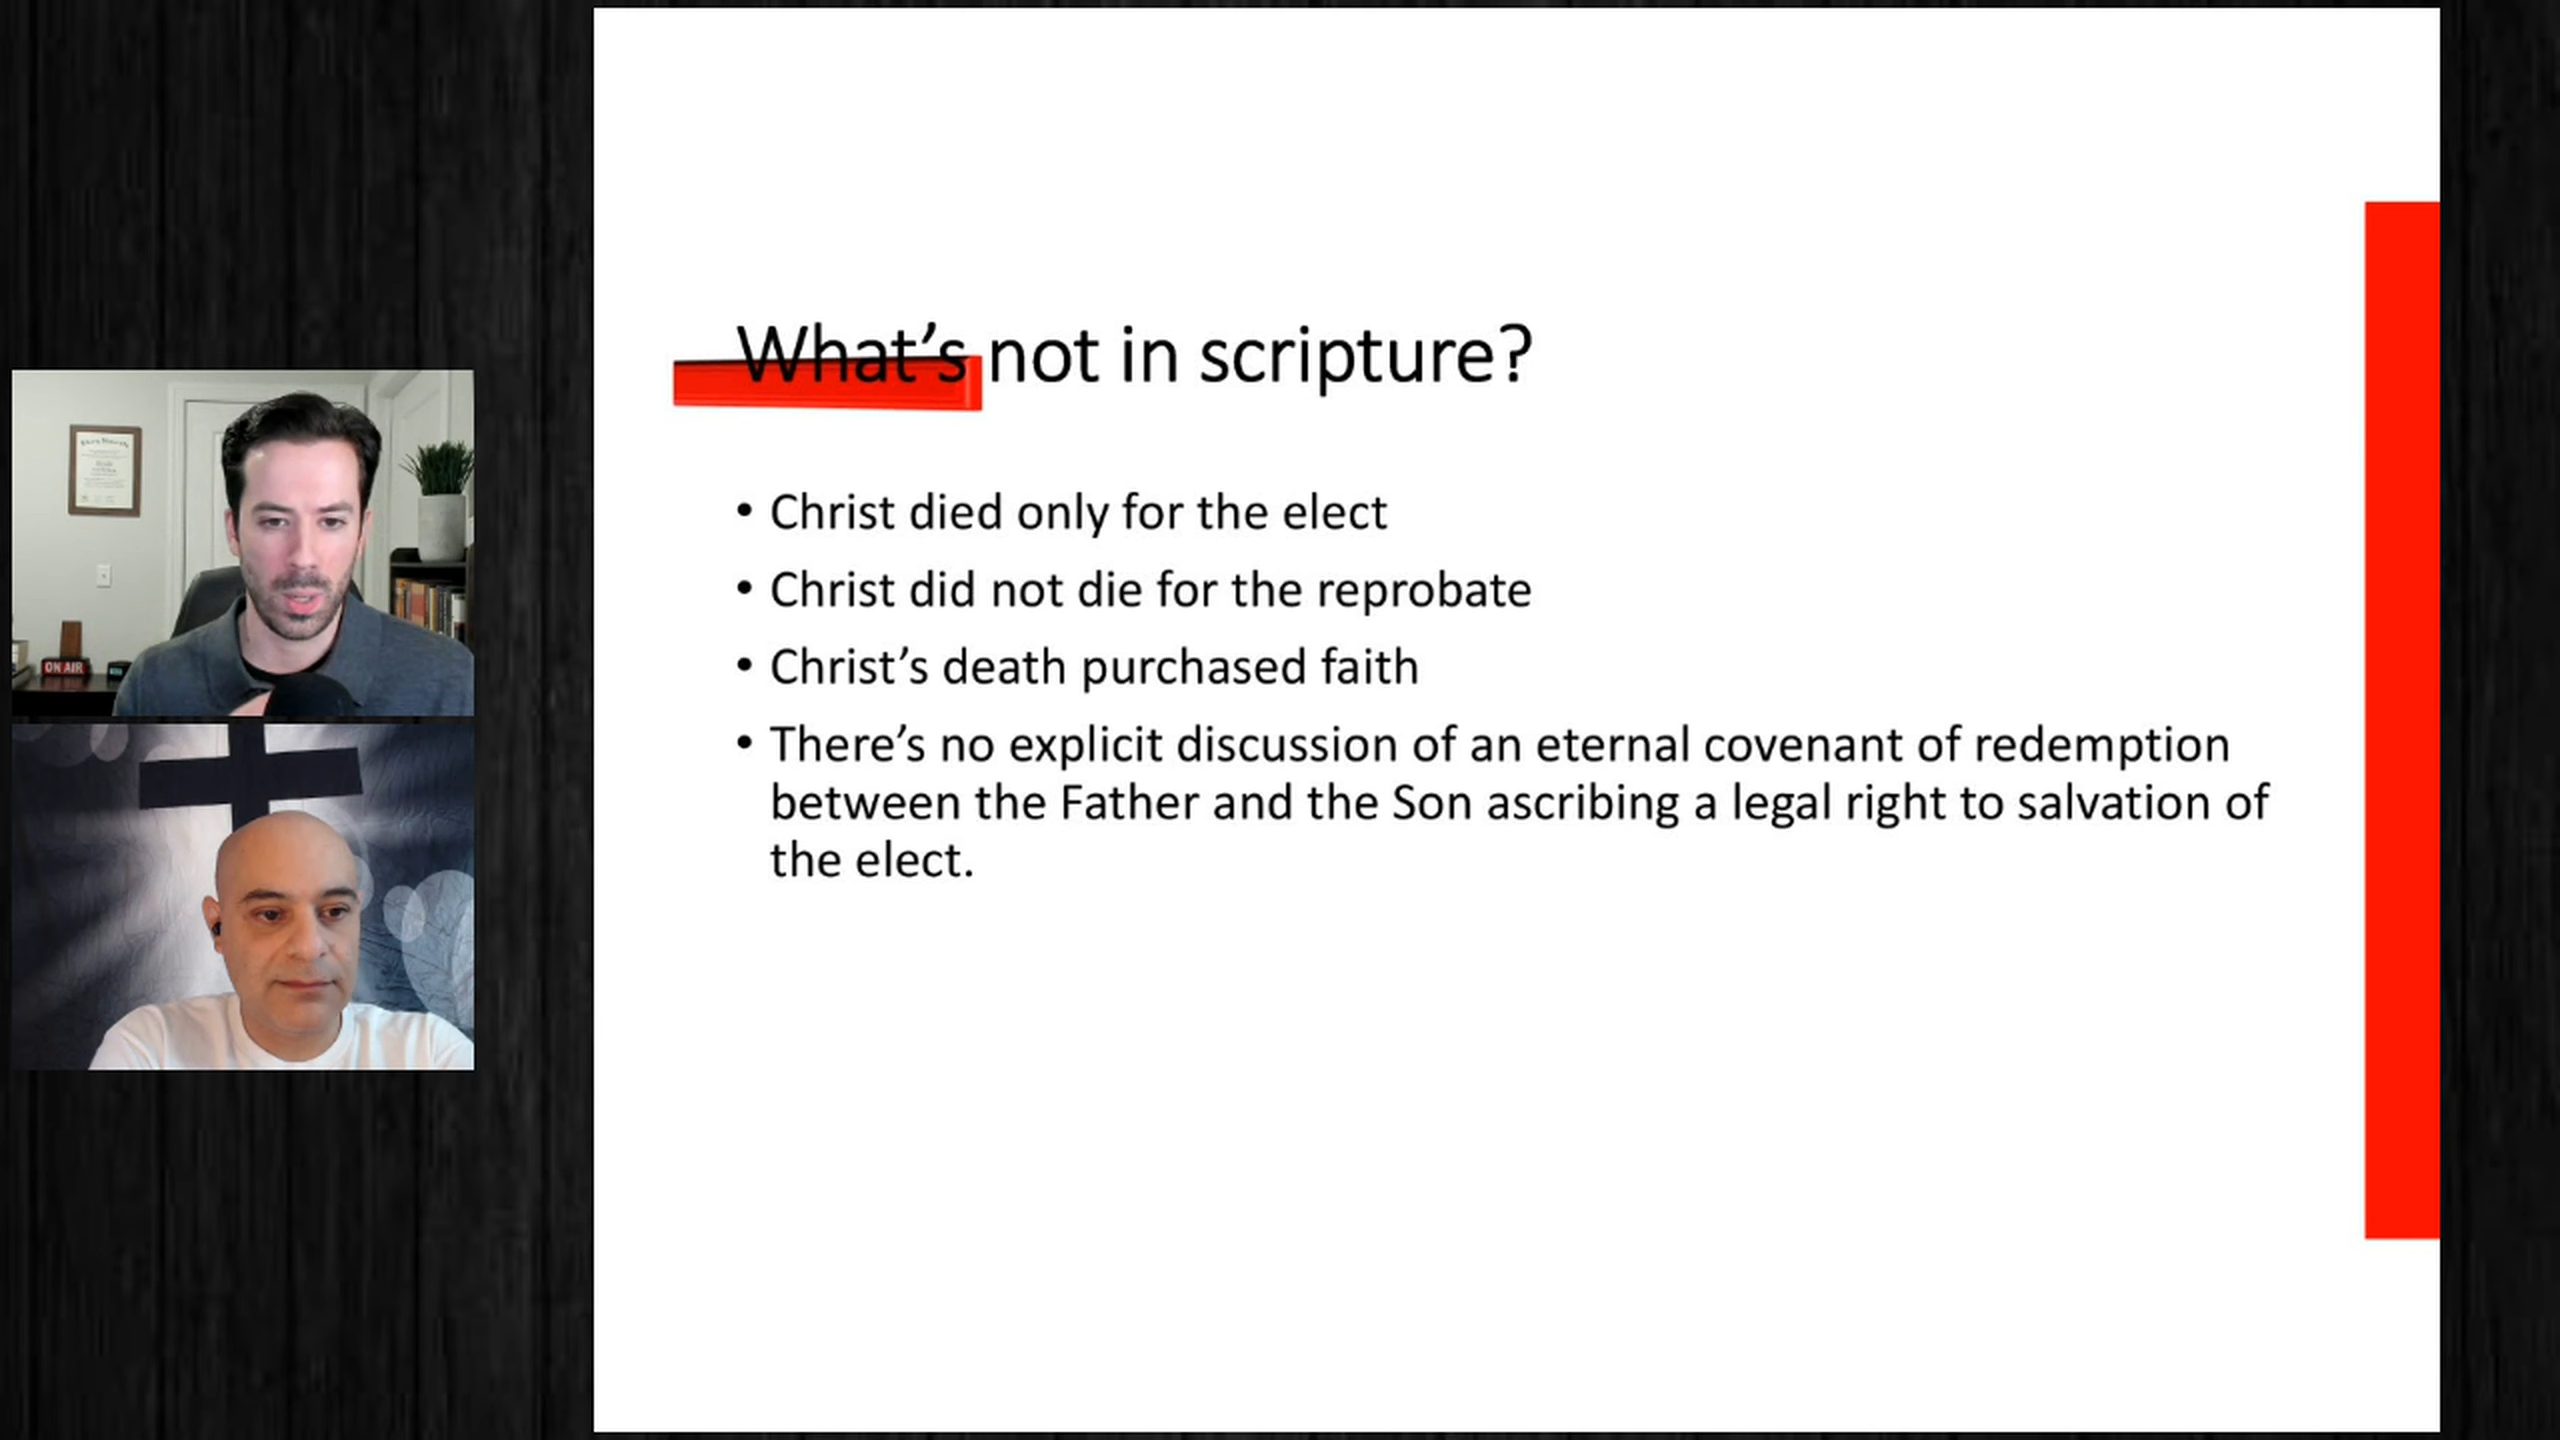 What’s not in scripture?
• Christ died only for the elect
• Christ did not die for the reprobate
• Christ’s death purchased faith
• There’s no explicit discussion of an eternal covenant of redemption
between the Father and the Son ascribing a legal right to salvation of
the elect.
ON AIR